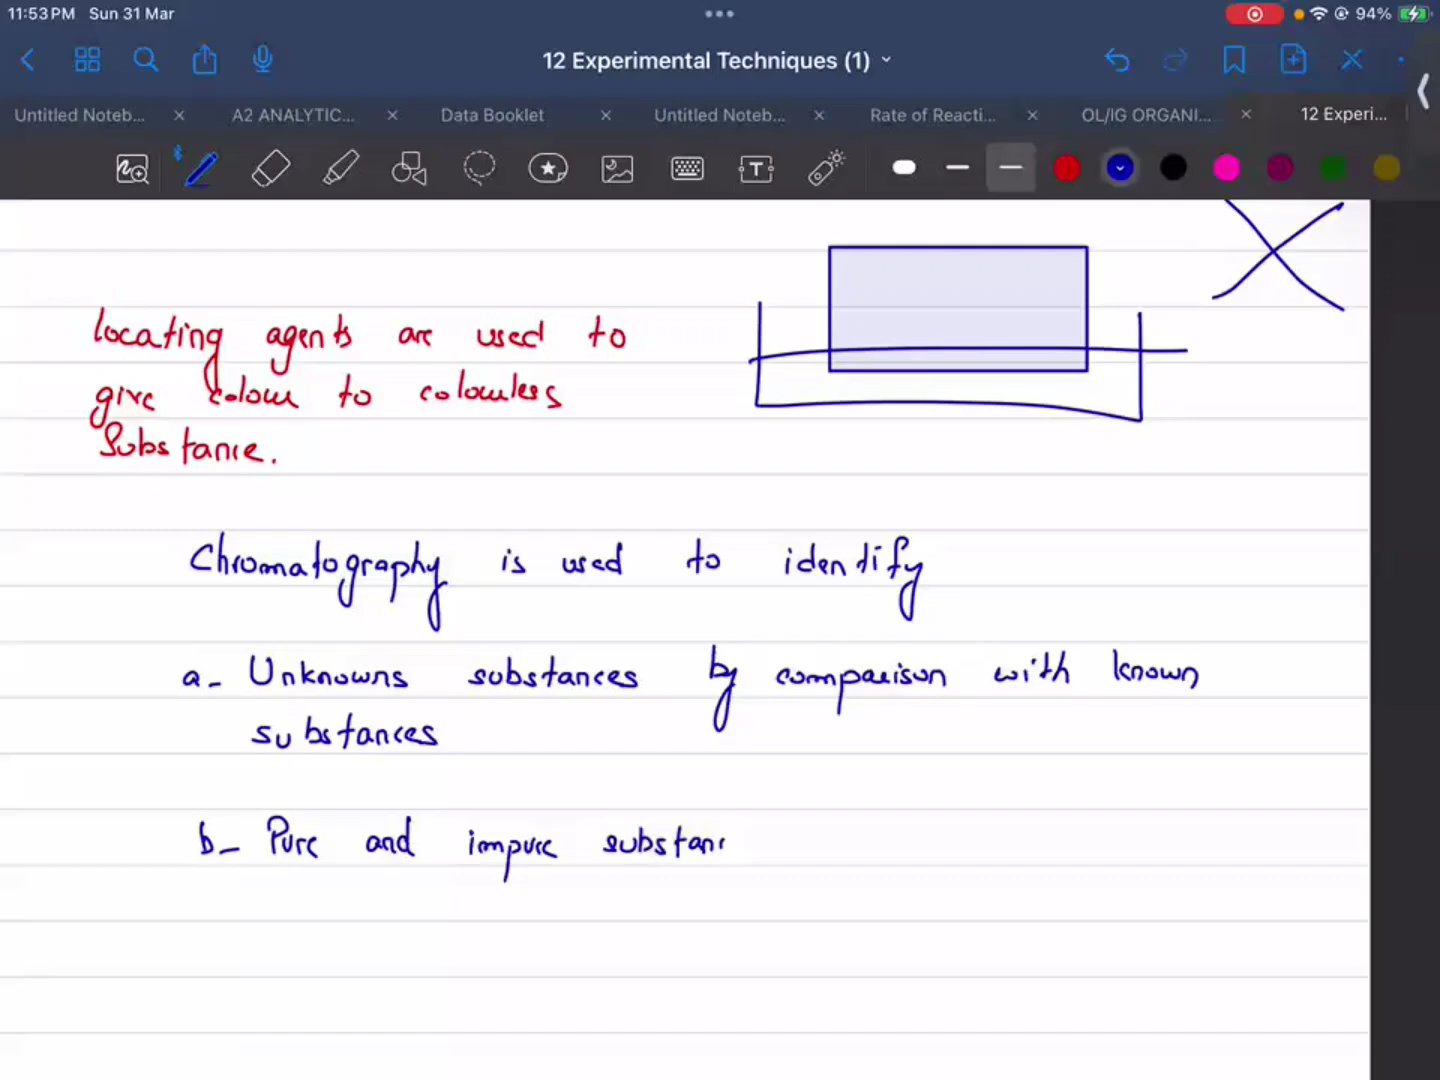 11:53 PM Sun 31 Mar
94%
12 Experimental Techniques (1)
Untitled Noteb... A2 ANALYTIC... Data Booklet Untitled Noteb... Rate of Reacti... OL/IG ORGANI... 12 Experi...
T
locating agents are used to
give colour to colourless
Substance.
Chromatography is used to identify
a- Unknowns substances by comparison with known
substances
b- Pure and impure substanc